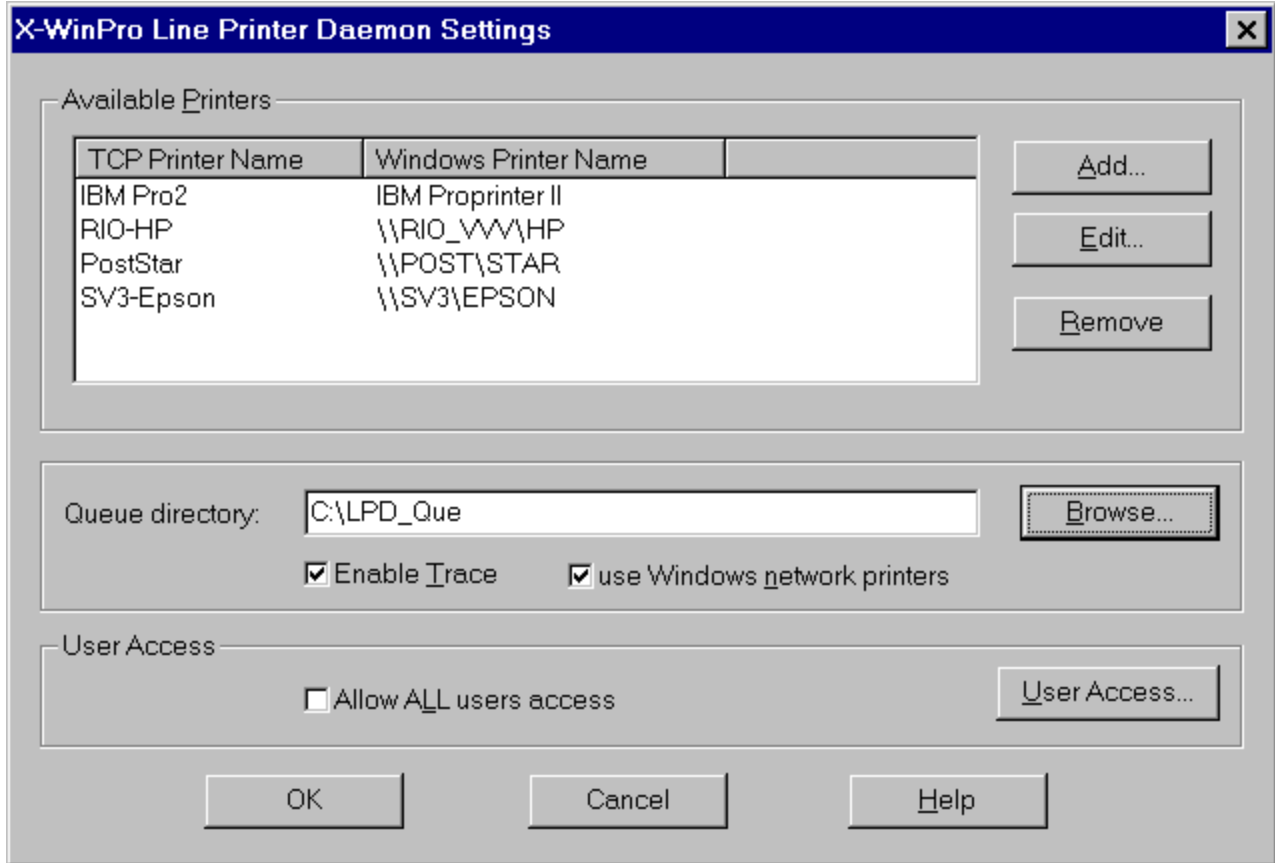 X-WinPro Line Printer Daemon Settings
Available Printers
TCP Printer Name Windows Printer Name
IBM Pro2 IBM Proprinter II
RIO-HP \\RIO_VVV\HP
PostStar \\POST\STAR
SV3-Epson \\SV3\EPSON
Add...
Edit...
Remove
Queue directory: C:\LPD_Que Browse...
Enable Trace use Windows network printers
User Access
Allow ALL users access User Access...
OK Cancel Help